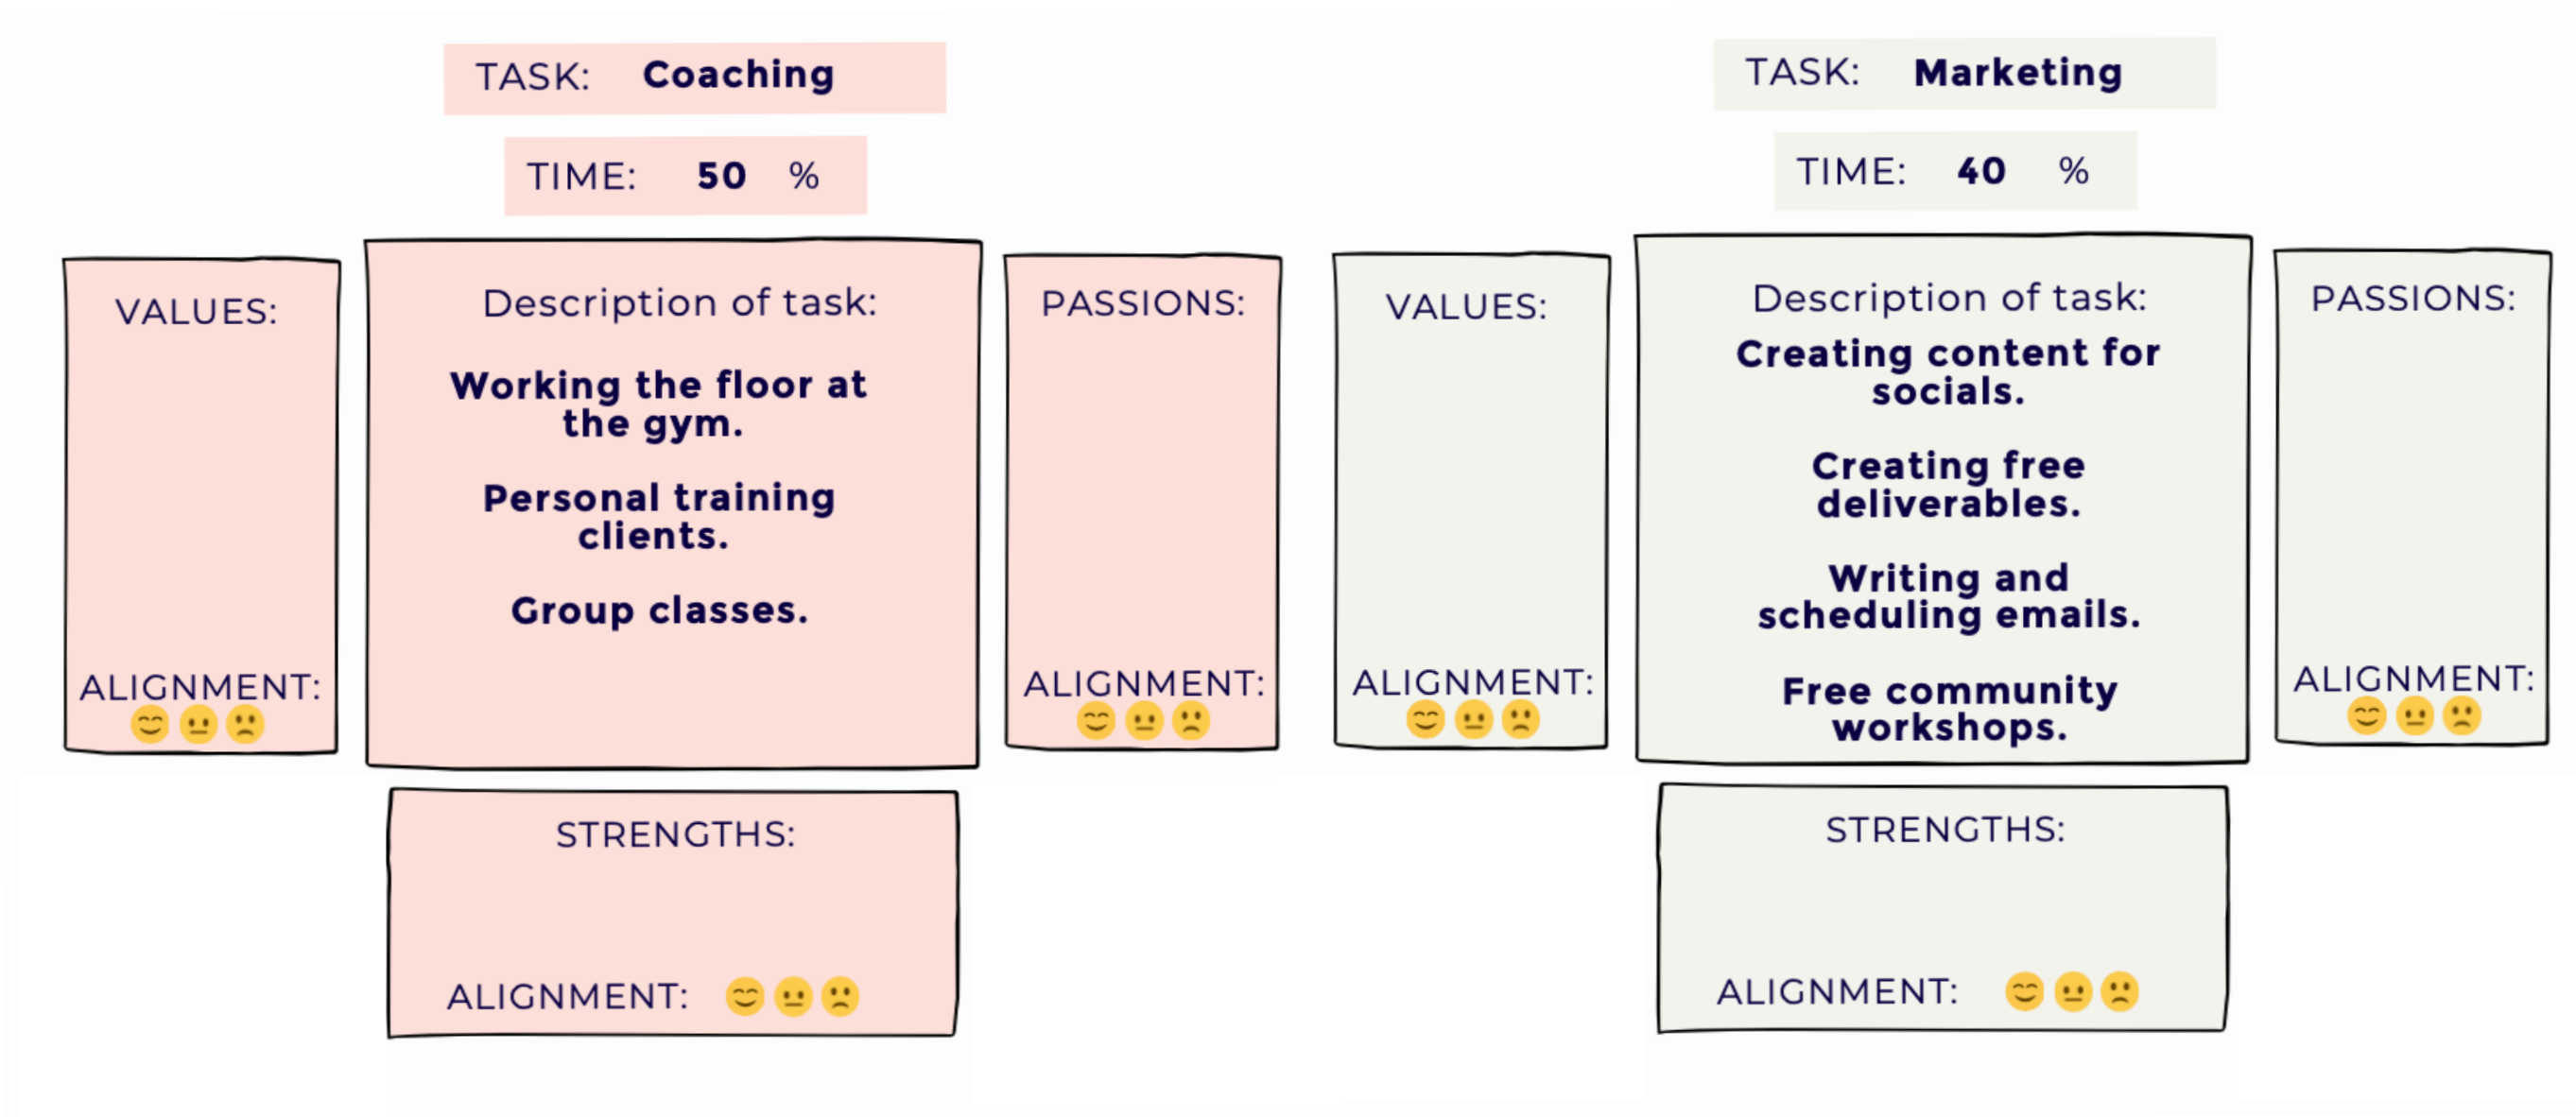 TASK: Coaching
TIME: 50 %
VALUES:
ALIGNMENT:
Description of task:
Working the floor at
the gym.
Personal training
clients.
Group classes.
PASSIONS:
ALIGNMENT:
STRENGTHS:
ALIGNMENT:
TASK: Marketing
TIME: 40 %
VALUES:
ALIGNMENT:
Description of task:
Creating content for
socials.
Creating free
deliverables.
Writing and
scheduling emails.
Free community
workshops.
PASSIONS:
ALIGNMENT:
STRENGTHS:
ALIGNMENT: